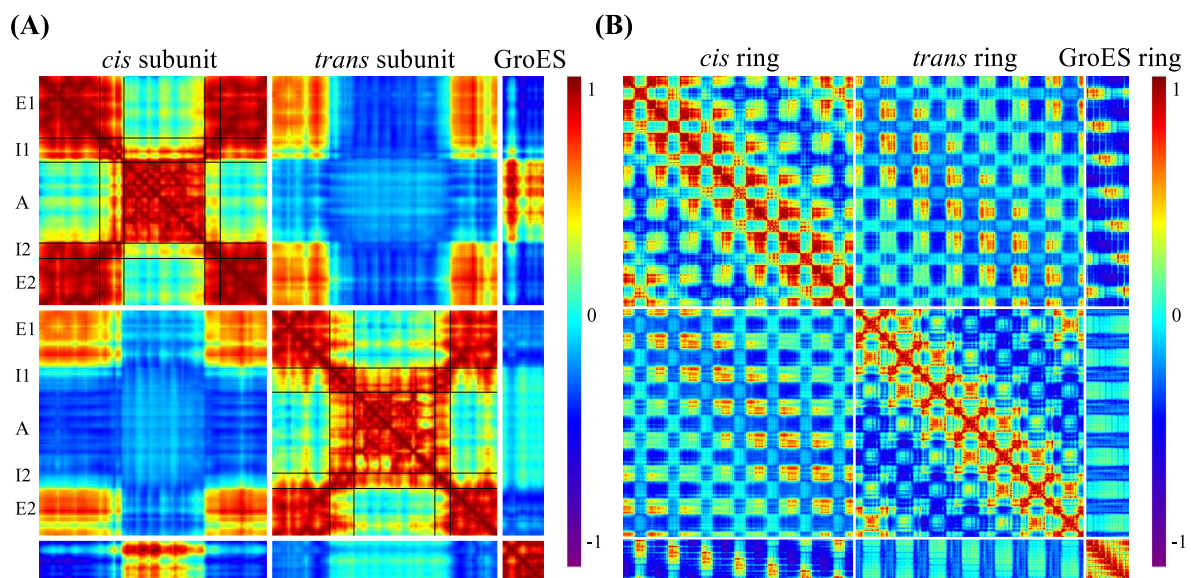 (A)
(B)
cis subunit
trans subunit
GroES
cis ring
trans ring
GroES ring
E1
I1
A
I2
E2
E1
I1
A
I2
E2
1
0
-1
1
0
-1